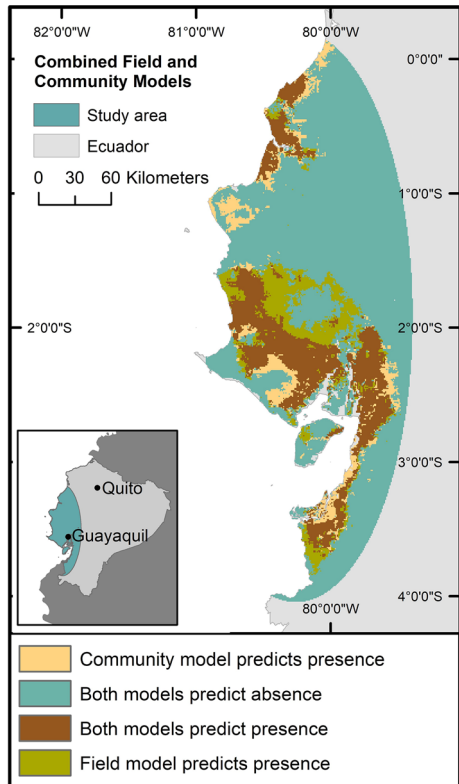 82°0'0"W 81°0'0"W 80°0'0"W
0°0'0"
Combined Field and
Community Models
Study area
Ecuador
0 30 60 Kilometers
1°0'0"S
2°0'0"S 2°0'0"S
3°0'0"S
Quito
Guayaquil
4°0'0"S
80°0'0"W
Community model predicts presence
Both models predict absence
Both models predict presence
Field model predicts presence